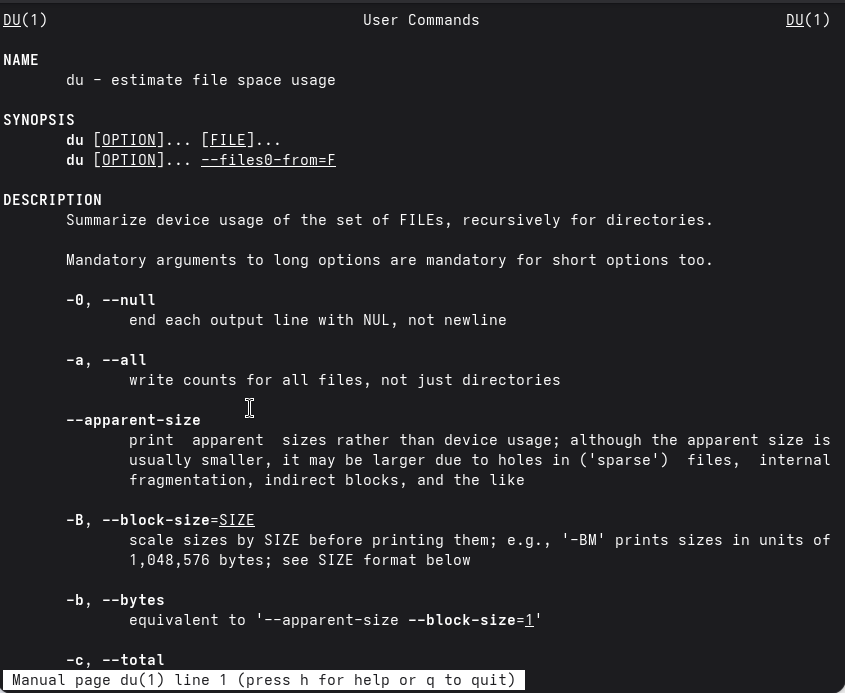 DU(1) User Commands DU(1)
NAME
du - estimate file space usage
SYNOPSIS
du [OPTION]... [FILE]...
du [OPTION]... --files0-from=F
DESCRIPTION
Summarize device usage of the set of FILEs, recursively for directories.
Mandatory arguments to long options are mandatory for short options too.
-0, --null
end each output line with NUL, not newline
-a, --all
write counts for all files, not just directories
--apparent-size
print apparent sizes rather than device usage; although the apparent size is
usually smaller, it may be larger due to holes in ('sparse') files, internal
fragmentation, indirect blocks, and the like
-B, --block-size=SIZE
scale sizes by SIZE before printing them; e.g., '-BM' prints sizes in units of
1,048,576 bytes; see SIZE format below
-b, --bytes
equivalent to '--apparent-size --block-size=1'
-c, --total
Manual page du(1) line 1 (press h for help or q to quit)